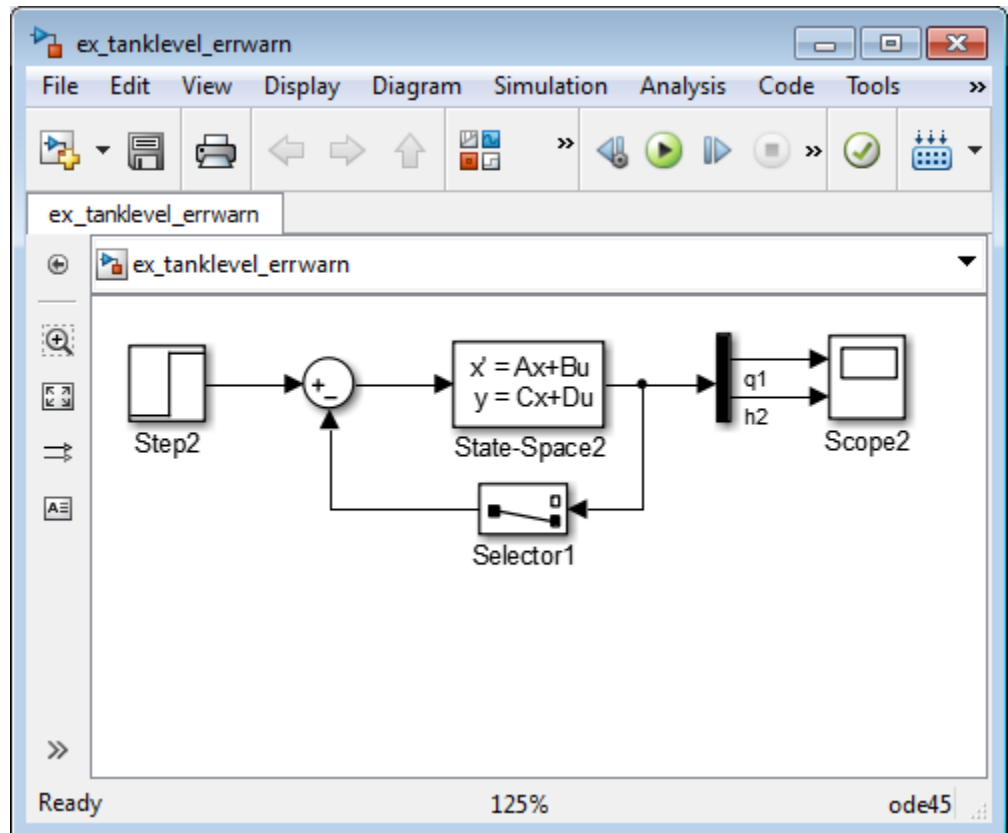 ex_tanklevel_errwarn
File Edit View Display Diagram Simulation Analysis Code Tools »
» »
ex_tanklevel_errwarn
ex_tanklevel_errwarn
+
−
x' = Ax+Bu
y = Cx+Du
q1
h2
Step2
State-Space2
Scope2
Selector1
A
»
Ready 125% ode45